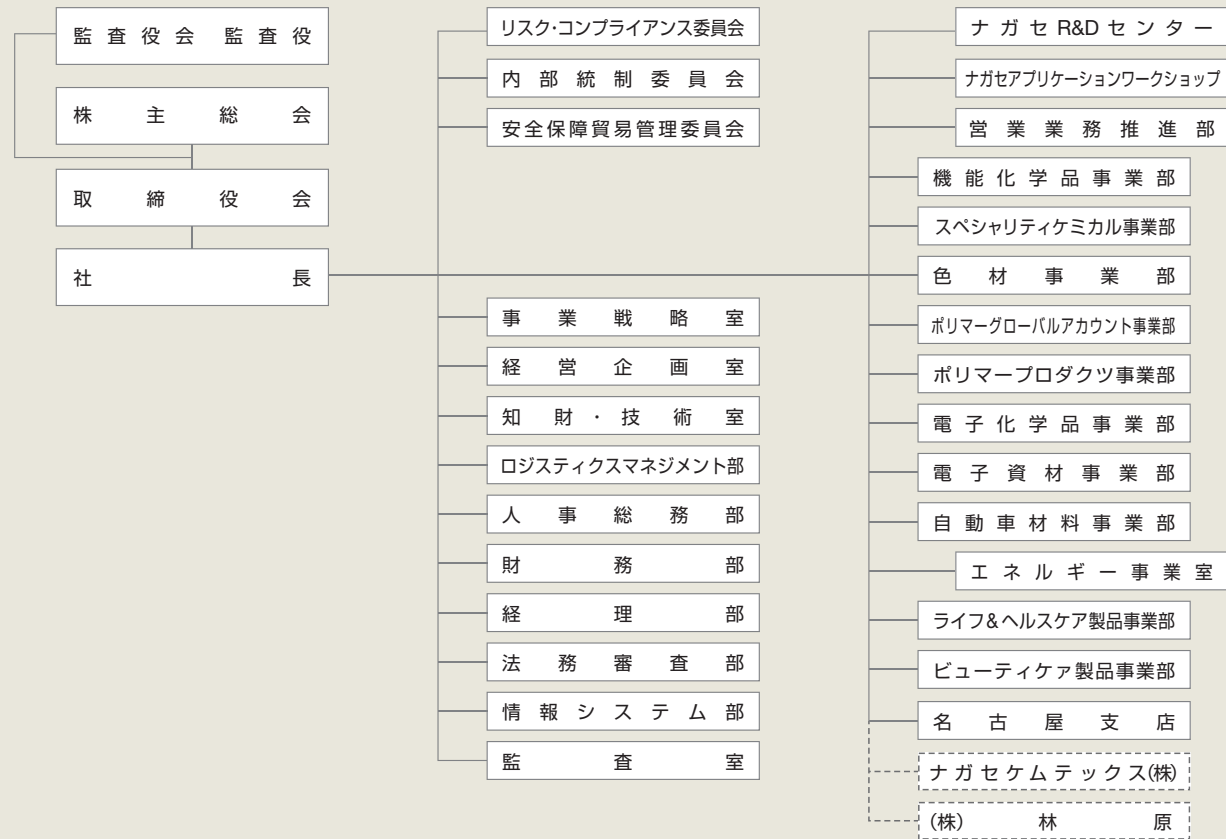 監査役会 監査役
株主総会
取締役会
社長
リスク・コンプライアンス委員会
内部統制委員会
安全保障貿易管理委員会
事業戦略室
経営企画室
知財・技術室
ロジスティクスマネジメント部
人事総務部
財務部
経理部
法務審査部
情報システム部
監査室
ナガセR&Dセンター
ナガセアプリケーションワークショップ
営業業務推進部
機能化学品事業部
スペシャリティケミカル事業部
色材事業部
ポリマーグローバルアカウント事業部
ポリマープロダクツ事業部
電子化学品事業部
電子資材事業部
自動車材料事業部
エネルギー事業室
ライフ&ヘルスケア製品事業部
ビューティケァ製品事業部
名古屋支店
ナガセケムテックス(株)
(株)林原